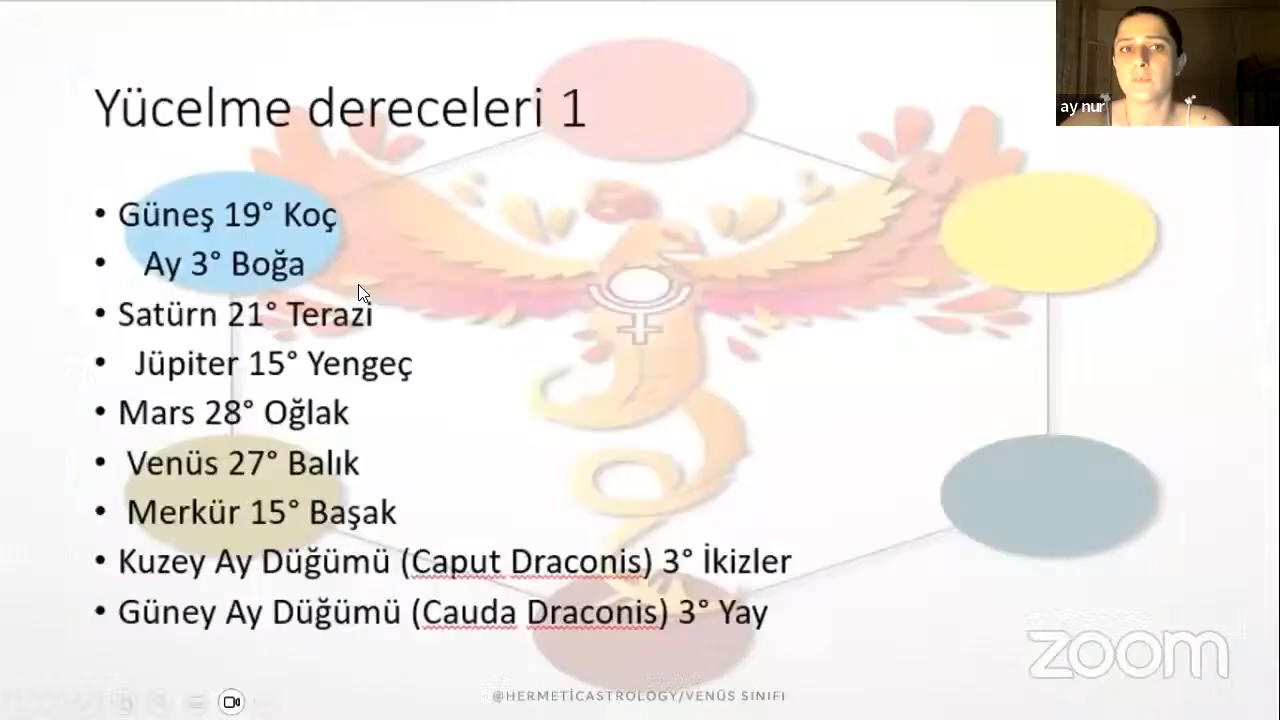 Yücelme dereceleri 1
ay nur
• Güneş 19° Koç
• Ay 3° Boğa
• Satürn 21° Terazi
• Jüpiter 15° Yengeç
• Mars 28° Oğlak
• Venüs 27° Balık
• Merkür 15° Başak
• Kuzey Ay Düğümü (Caput Draconis) 3° İkizler
• Güney Ay Düğümü (Cauda Draconis) 3° Yay
zoom
@HERMETİCASTROLOGY/VENÜS SINIFI